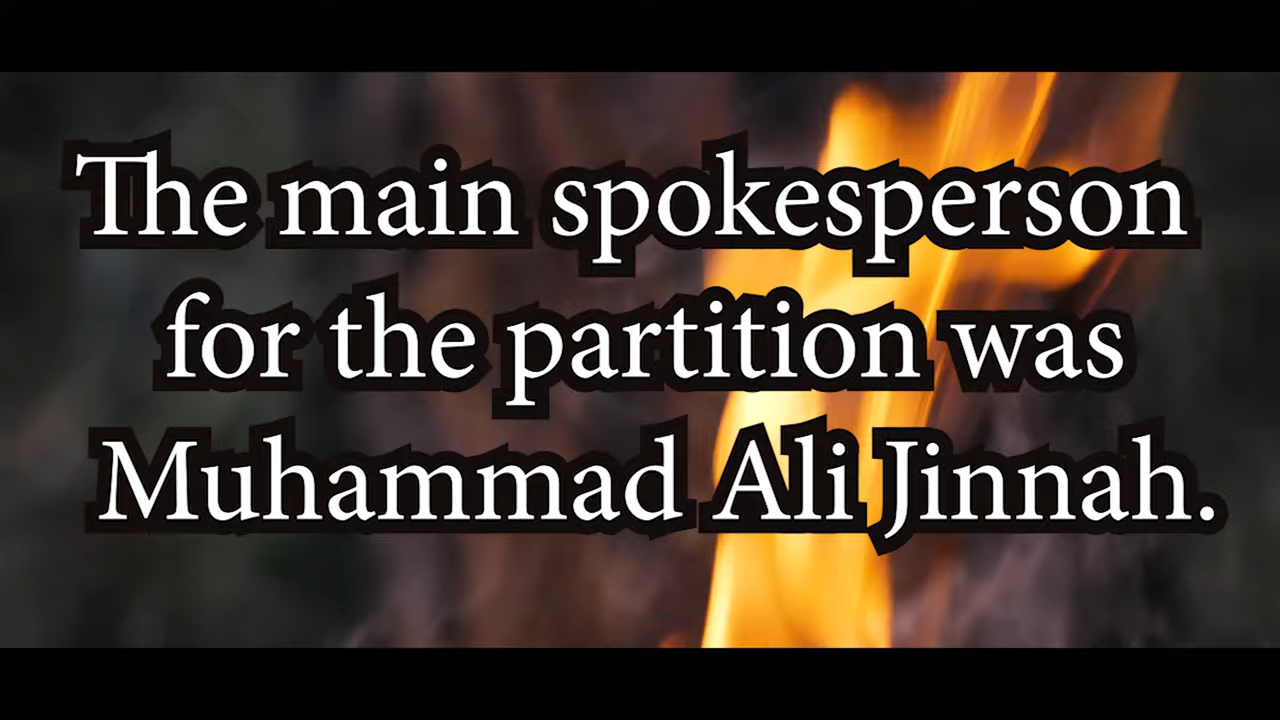 The main spokesperson
for the partition was
Muhammad Ali Jinnah.